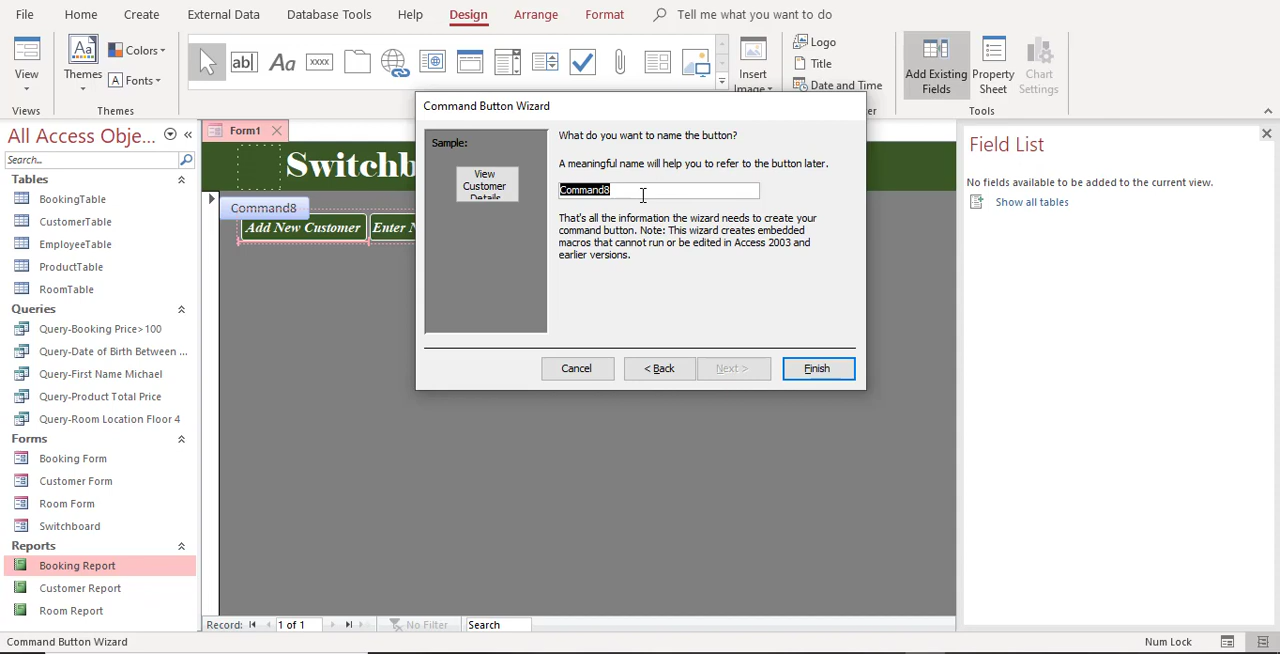 File Home Create External Data Database Tools Help Design Arrange Format Tell me what you want to do
View
Themes
Colors
Fonts
ab|
Aa
xxxx
Insert
Image
Logo
Title
Date and Time
Add Existing
Fields
Property
Sheet
Chart
Settings
Views Themes Tools
All Access Obje...
Search...
Tables
BookingTable
CustomerTable
EmployeeTable
ProductTable
RoomTable
Queries
Query-Booking Price>100
Query-Date of Birth Between ...
Query-First Name Michael
Query-Product Total Price
Query-Room Location Floor 4
Forms
Booking Form
Customer Form
Room Form
Switchboard
Reports
Booking Report
Customer Report
Room Report
Form1
Switchb
Command8
Add New Customer
Enter N
Command Button Wizard
Sample:
View
Customer
Details
What do you want to name the button?
A meaningful name will help you to refer to the button later.
Command8
That's all the information the wizard needs to create your
command button. Note: This wizard creates embedded
macros that cannot run or be edited in Access 2003 and
earlier versions.
Cancel < Back Next > Finish
Field List
No fields available to be added to the current view.
Show all tables
Record: 1 of 1 No Filter Search
Command Button Wizard Num Lock